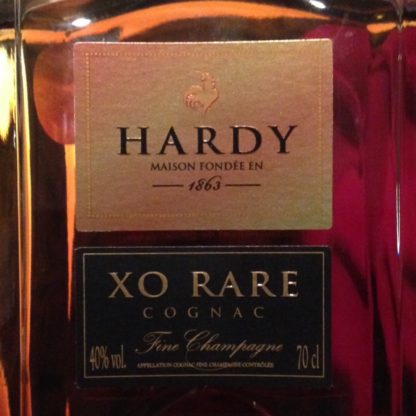 HARDY
MAISON FONDÉE EN
1863
XO RARE
COGNAC
Fine Champagne
40% vol. 70 cl
APPELLATION COGNAC FINE CHAMPAGNE CONTRÔLÉE